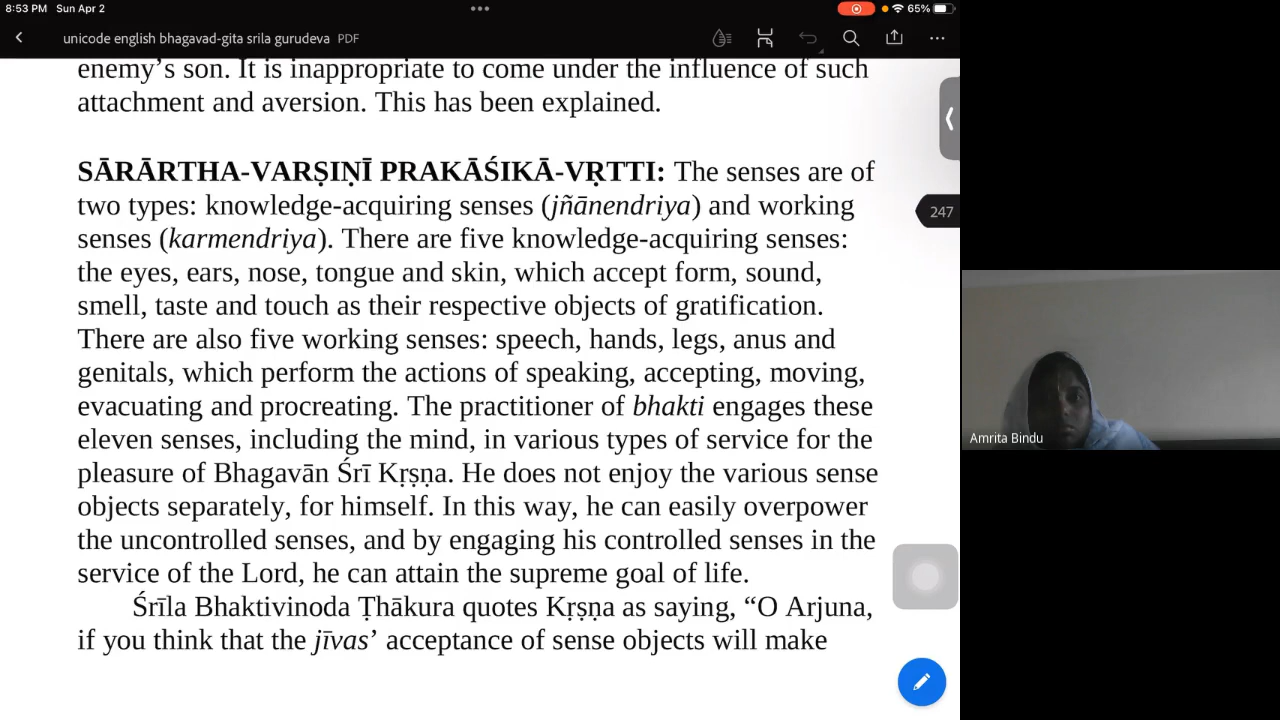 8:53 PM Sun Apr 2
65%
unicode english bhagavad-gita srila gurudeva PDF
enemy’s son. It is inappropriate to come under the influence of such
attachment and aversion. This has been explained.
SĀRĀRTHA-VARṢIṆĪ PRAKĀŚIKĀ-VṚTTI: The senses are of
two types: knowledge-acquiring senses (jñānendriya) and working
senses (karmendriya). There are five knowledge-acquiring senses:
the eyes, ears, nose, tongue and skin, which accept form, sound,
smell, taste and touch as their respective objects of gratification.
There are also five working senses: speech, hands, legs, anus and
genitals, which perform the actions of speaking, accepting, moving,
evacuating and procreating. The practitioner of bhakti engages these
eleven senses, including the mind, in various types of service for the
pleasure of Bhagavān Śrī Kṛṣṇa. He does not enjoy the various sense
objects separately, for himself. In this way, he can easily overpower
the uncontrolled senses, and by engaging his controlled senses in the
service of the Lord, he can attain the supreme goal of life.
Śrīla Bhaktivinoda Ṭhākura quotes Kṛṣṇa as saying, “O Arjuna,
if you think that the jīvas’ acceptance of sense objects will make
247
Amrita Bindu